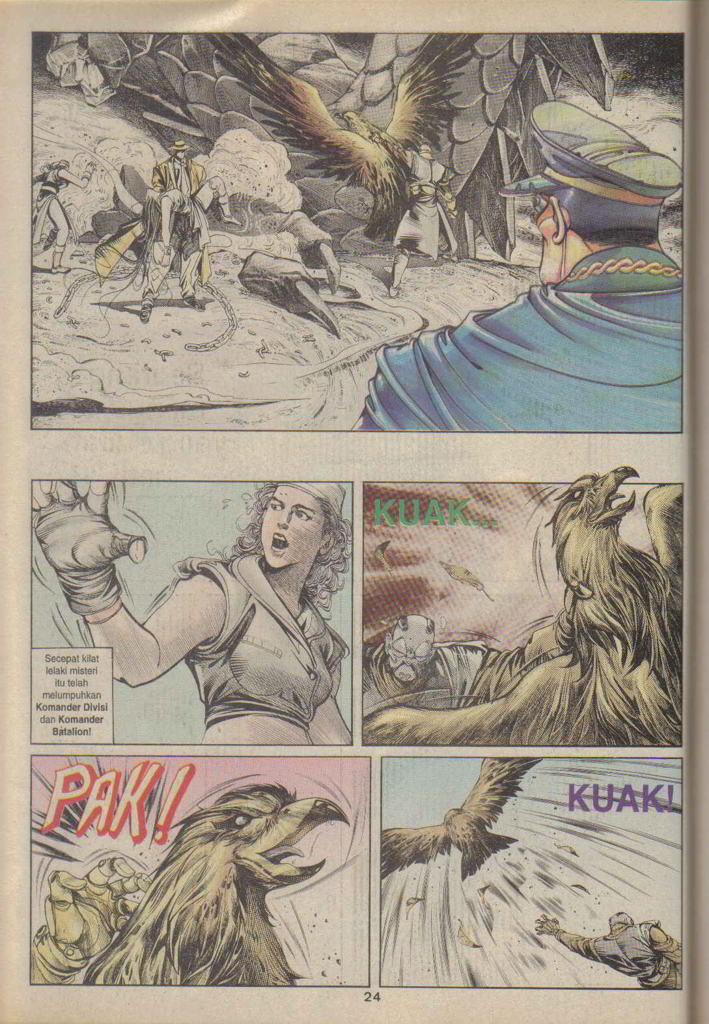 Secepat kilat
lelaki misteri
itu telah
melumpuhkan
Komander Divisi
dan Komander
Batalion!
KUAK...
PAK!
KUAK!
24